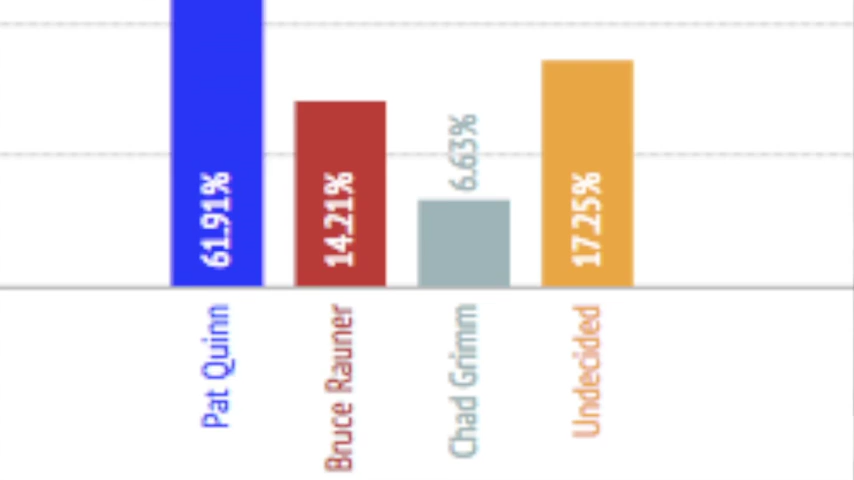 61.91%
14.21%
6.63%
17.25%
Pat Quinn
Bruce Rauner
Chad Grimm
Undecided